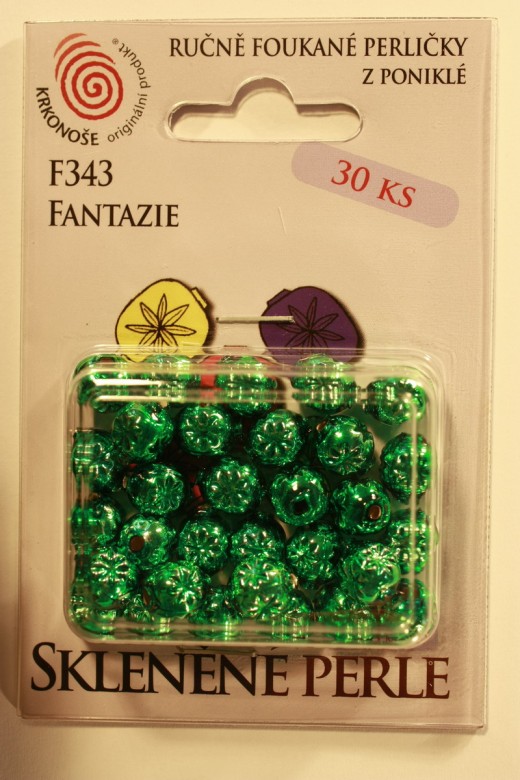 RUČNĚ FOUKANÉ PERLIČKY
Z PONIKLÉ
KRKONOŠE originální produkt®
F343
FANTAZIE
30 KS
SKLENĚNÉ PERLE